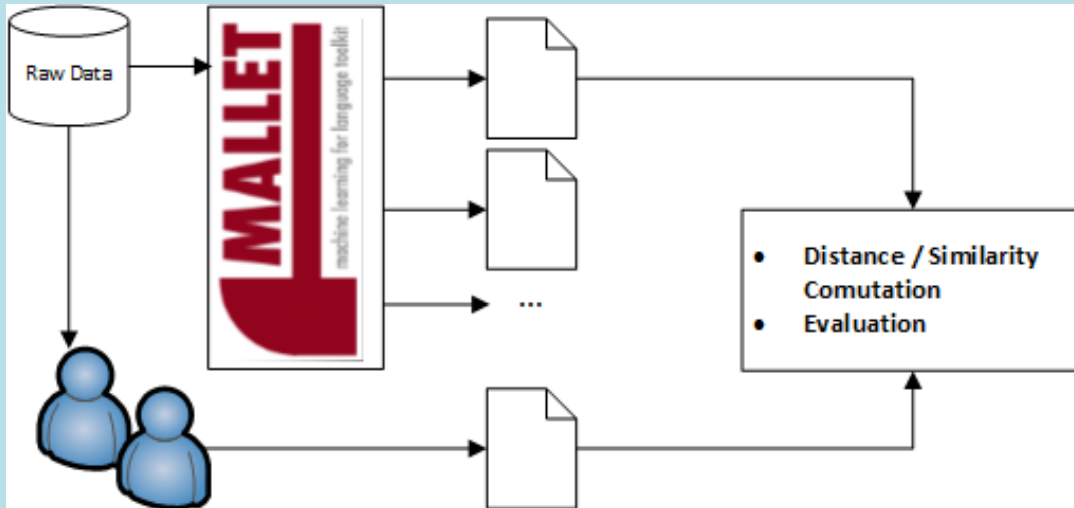 Raw Data
MALLET
machine learning for language toolkit
...
• Distance / Similarity
Comutation
• Evaluation